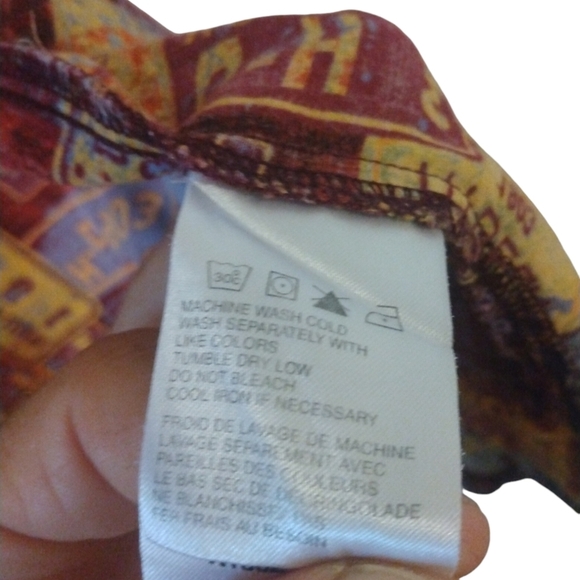 H-
30C
MACHINE WASH COLD
WASH SEPARATELY WITH
LIKE COLORS
TUMBLE DRY LOW
DO NOT BLEACH
COOL IRON IF NECESSARY
FROID DE LAVAGE DE MACHINE
LAVAGE SEPAREMENT AVEC
PAREILLES DES COULEURS
LE BAS SEC DE DEGRINGOLADE
NE BLANCHISSEZ PAS
FER FRAIS AU BESOIN